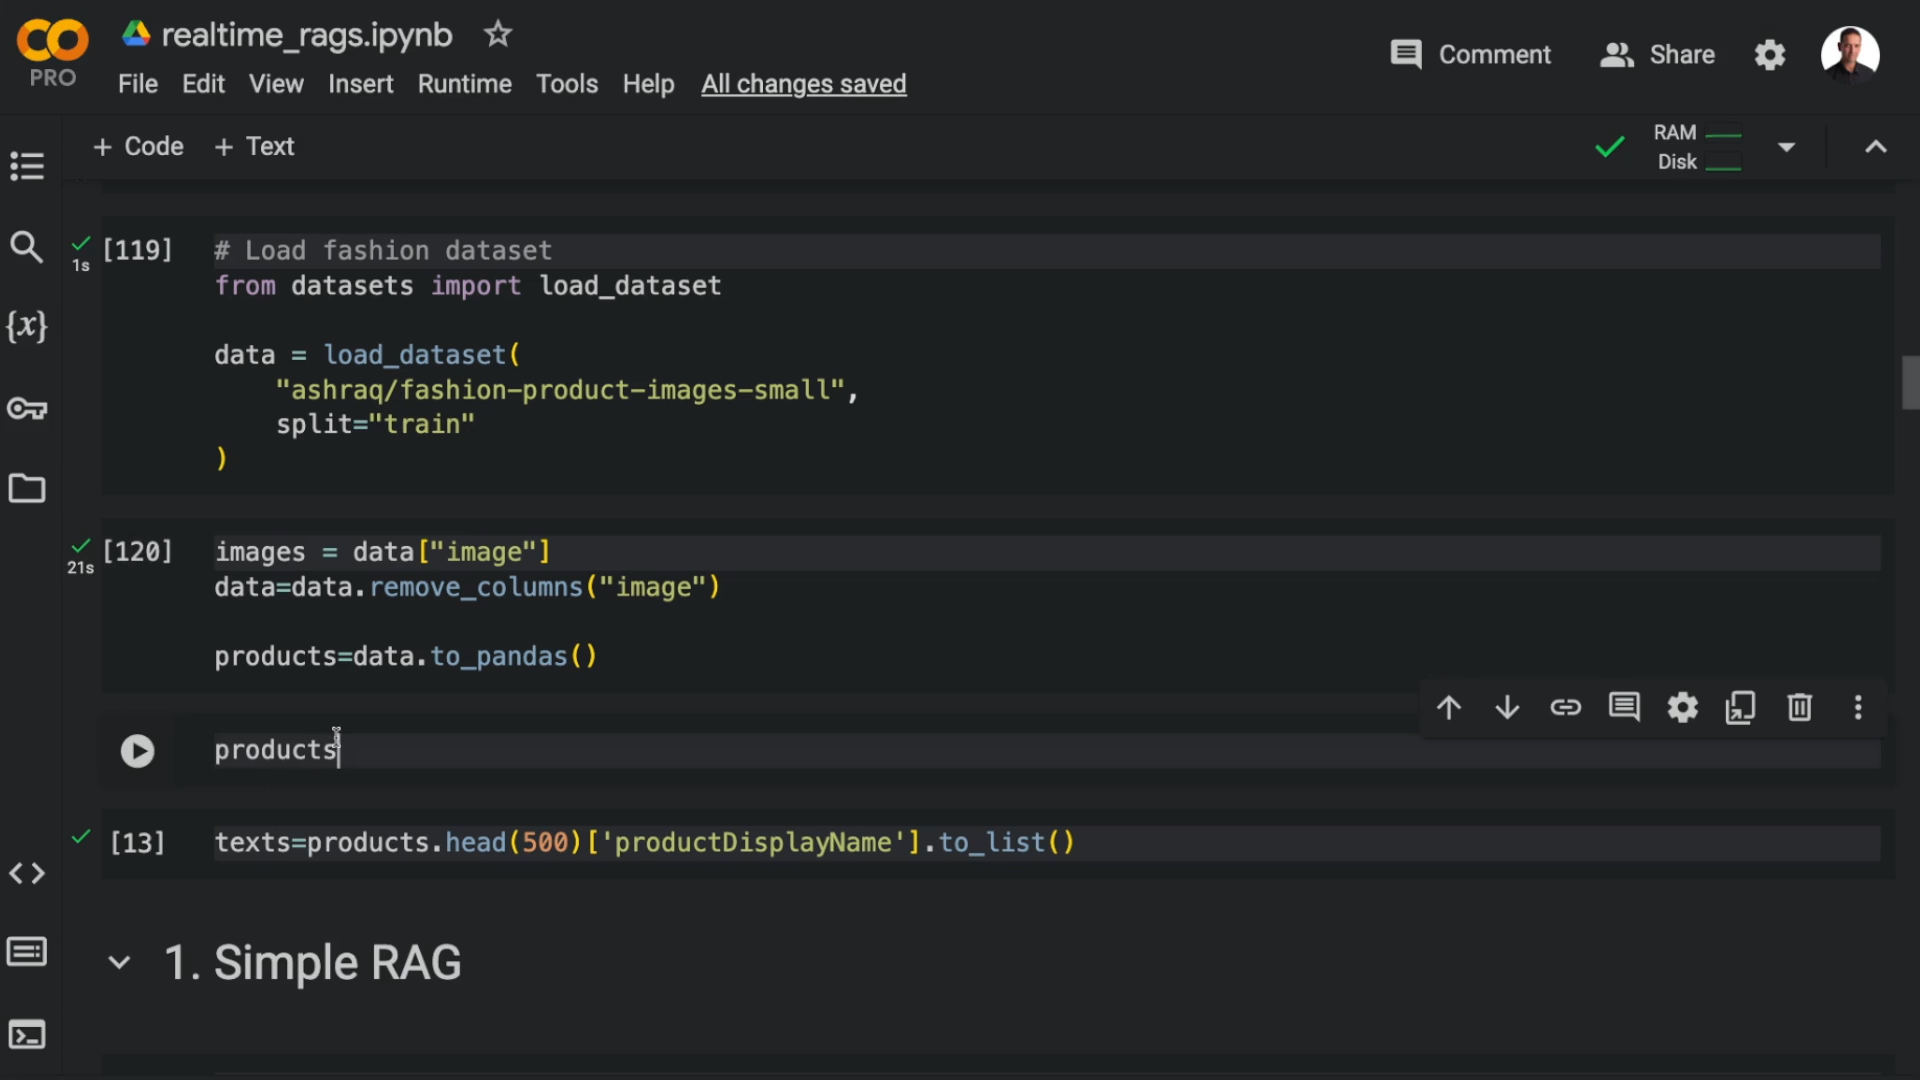 realtime_rags.ipynb
PRO
File Edit View Insert Runtime Tools Help All changes saved
Comment
Share
+ Code + Text
RAM
Disk
{x}
1s
[119]
# Load fashion dataset
from datasets import load_dataset
data = load_dataset(
"ashraq/fashion-product-images-small",
split="train"
)
21s
[120]
images = data["image"]
data=data.remove_columns("image")
products=data.to_pandas()
products
[13]
texts=products.head(500)['productDisplayName'].to_list()
1. Simple RAG